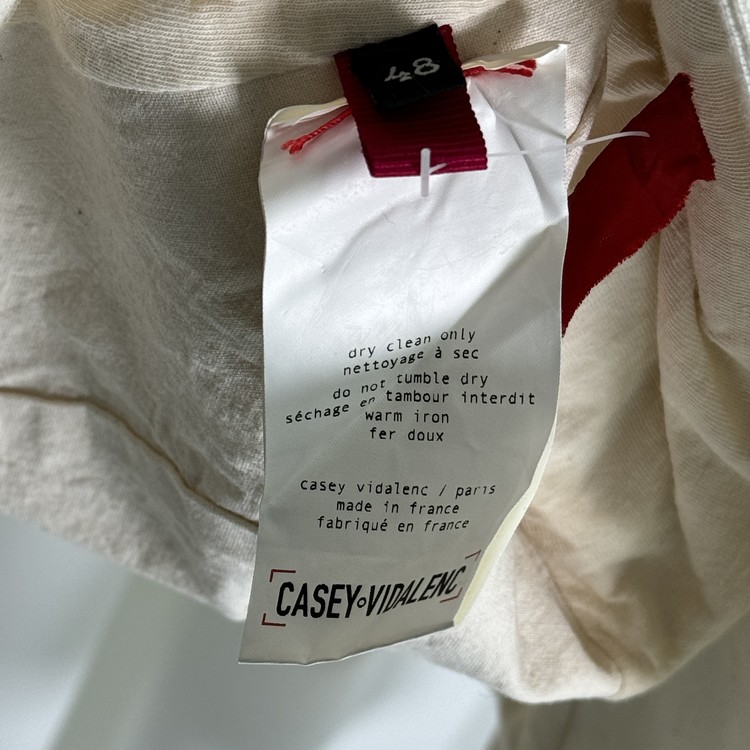 48
dry clean only
nettoyage à sec
do not tumble dry
séchage en tambour interdit
warm iron
fer doux
casey vidalenc / paris
made in france
fabriqué en france
CASEY∘VIDALENC